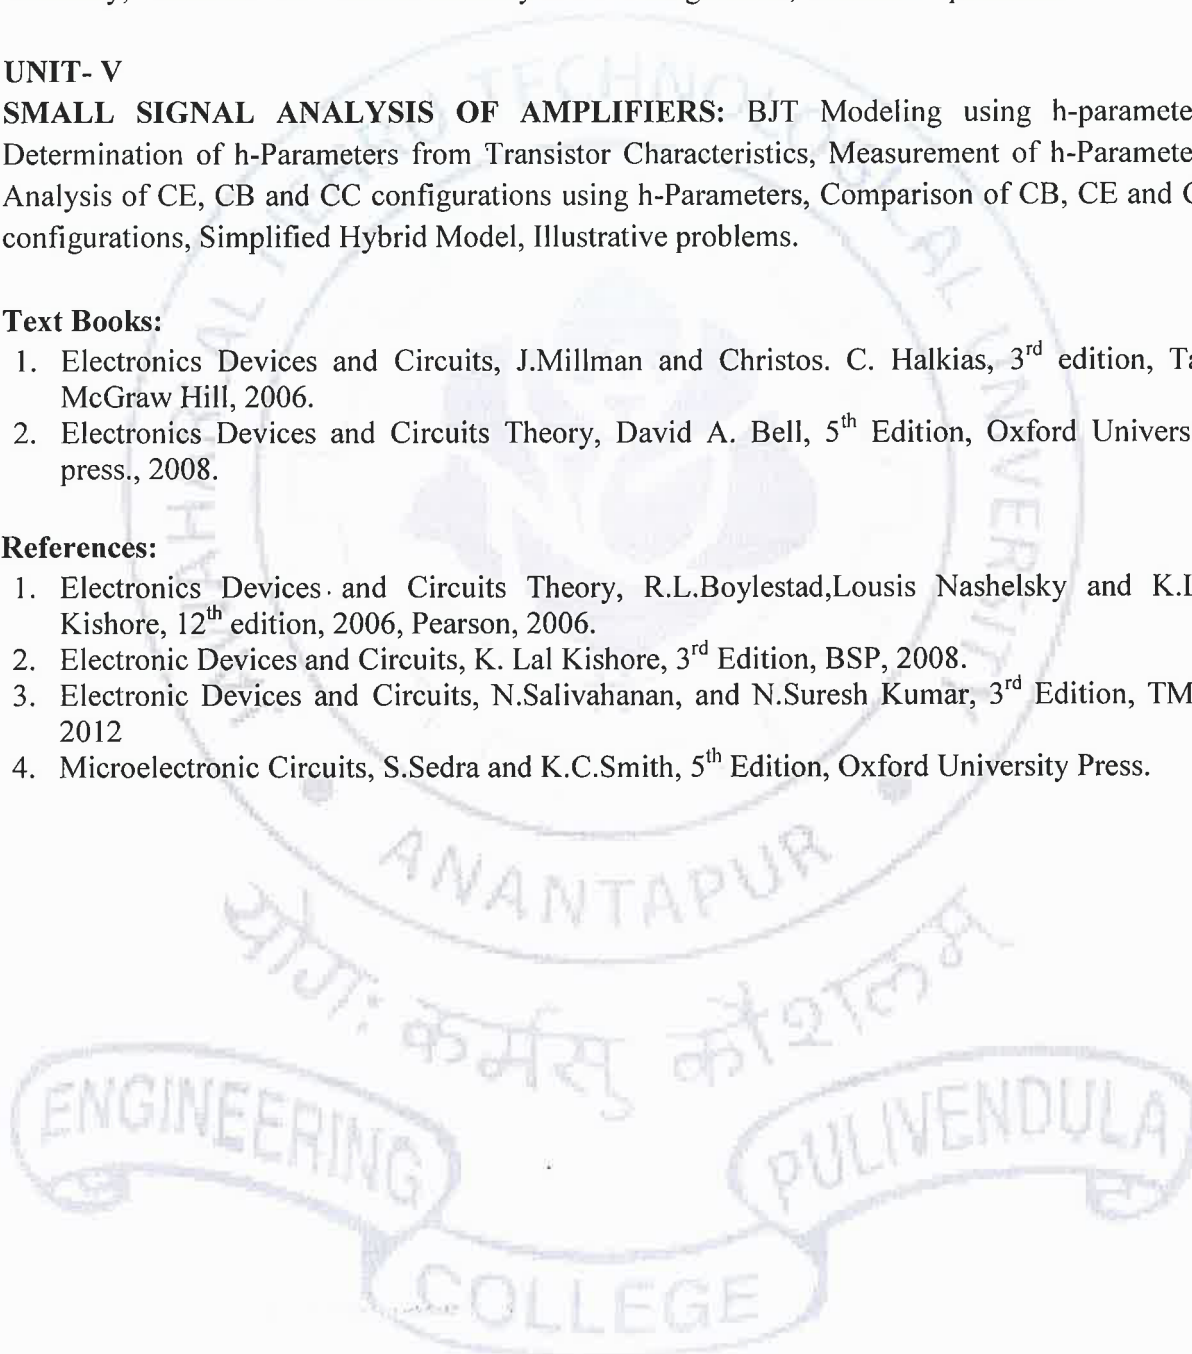 UNIT- V
SMALL SIGNAL ANALYSIS OF AMPLIFIERS: BJT Modeling using h-paramete
Determination of h-Parameters from Transistor Characteristics, Measurement of h-Paramete
Analysis of CE, CB and CC configurations using h-Parameters, Comparison of CB, CE and
configurations, Simplified Hybrid Model, Illustrative problems.
Text Books:
1. Electronics Devices and Circuits, J.Millman and Christos. C. Halkias, 3rd edition, Ta
McGraw Hill, 2006.
2. Electronics Devices and Circuits Theory, David A. Bell, 5th Edition, Oxford Univers
press., 2008.
References:
1. Electronics Devices and Circuits Theory, R.L.Boylestad,Lousis Nashelsky and K.L
Kishore, 12th edition, 2006, Pearson, 2006.
2. Electronic Devices and Circuits, K. Lal Kishore, 3rd Edition, BSP, 2008.
3. Electronic Devices and Circuits, N.Salivahanan, and N.Suresh Kumar, 3rd Edition, TM
2012
4. Microelectronic Circuits, S.Sedra and K.C.Smith, 5th Edition, Oxford University Press.
JAWAHARLAL NEHRU TECHNOLOGICAL UNIVERSITY
ANANTAPUR
योगः कर्मसु कौशलम्
ENGINEERING
COLLEGE
PULIVENDULA